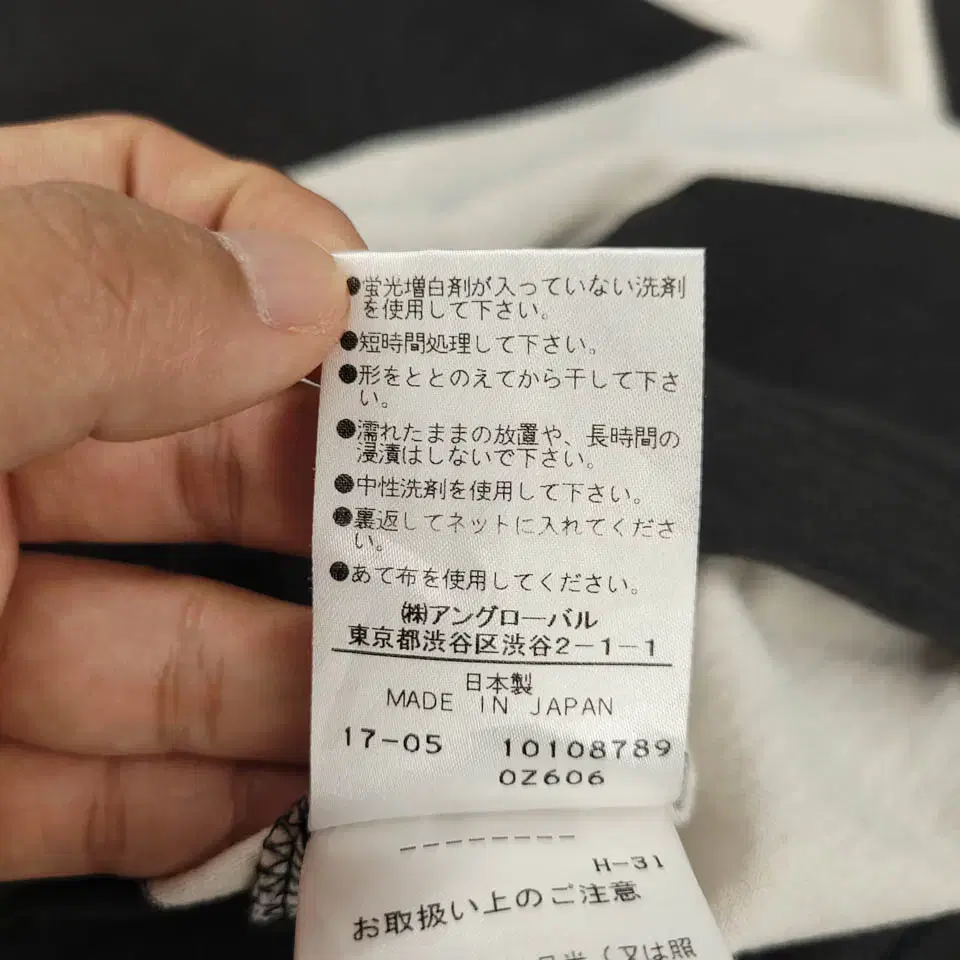 ●蛍光増白剤が入っていない洗剤
を使用して下さい。
●短時間処理して下さい。
●形をととのえてから干して下さ
い。
●濡れたままの放置や、長時間の
浸漬はしないで下さい。
●中性洗剤を使用して下さい。
●裏返してネットに入れてくださ
い。
●あて布を使用してください。
㈱アングローバル
東京都渋谷区渋谷2-1-1
日本製
MADE IN JAPAN
17-05 10108789
0Z606
--------
H-31
お取扱い上のご注意
(又は照